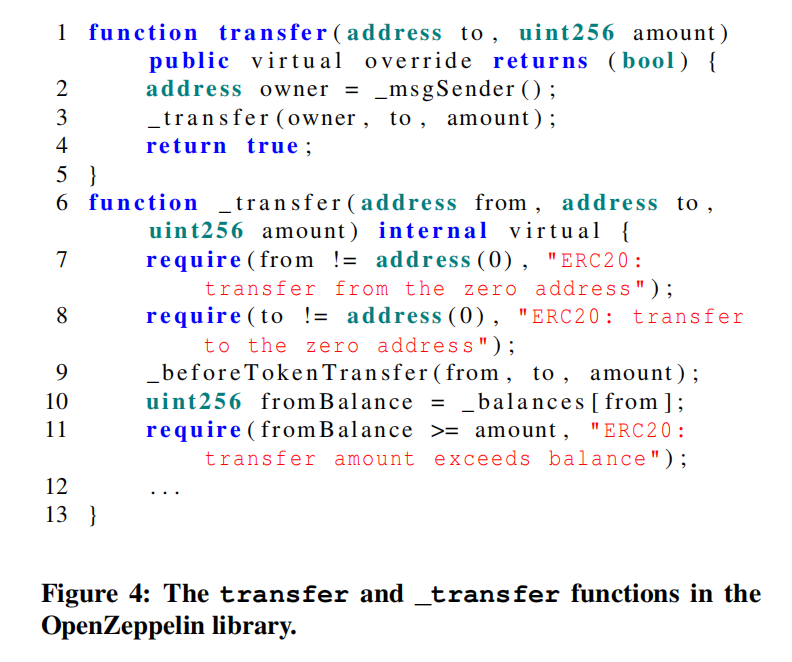 1 function transfer(address to, uint256 amount)
public virtual override returns (bool) {
2 address owner = _msgSender();
3 _transfer(owner, to, amount);
4 return true;
5 }
6 function _transfer(address from, address to,
uint256 amount) internal virtual {
7 require(from != address(0), "ERC20:
transfer from the zero address");
8 require(to != address(0), "ERC20: transfer
to the zero address");
9 _beforeTokenTransfer(from, to, amount);
10 uint256 fromBalance = _balances[from];
11 require(fromBalance >= amount, "ERC20:
transfer amount exceeds balance");
12 ...
13 }
Figure 4: The transfer and _transfer functions in the
OpenZeppelin library.